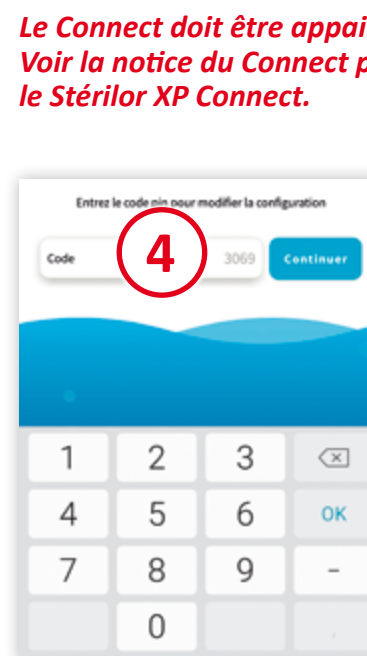 Le Connect doit être appai
Voir la notice du Connect p
le Stérilor XP Connect.
Entrez le code pin pour modifier la configuration
Code 4 3069 Continuer
1 2 3
4 5 6 OK
7 8 9 -
0 ,